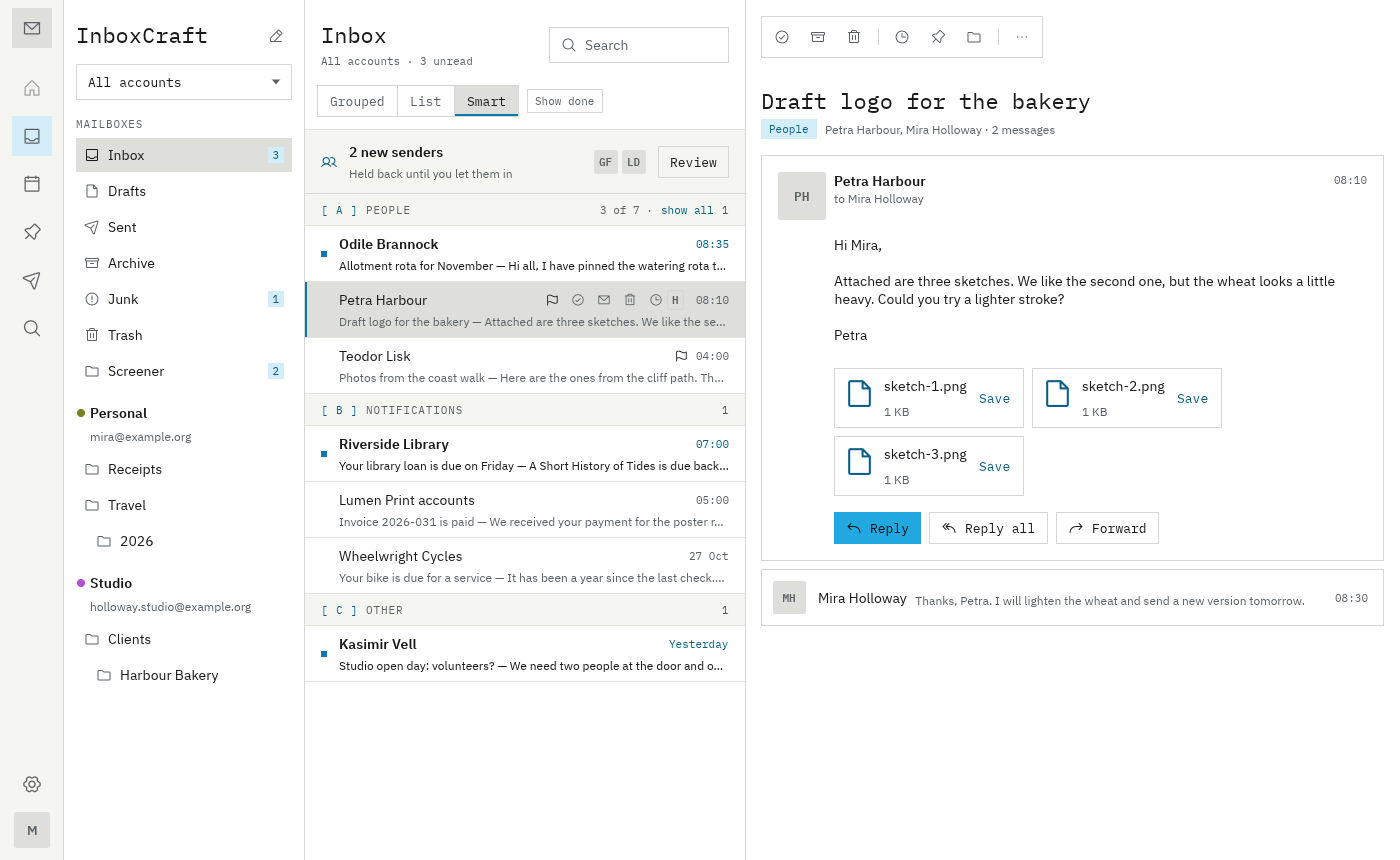 InboxCraft
All accounts
MAILBOXES
Inbox 3
Drafts
Sent
Archive
Junk 1
Trash
Screener 2
Personal
mira@example.org
Receipts
Travel
2026
Studio
holloway.studio@example.org
Clients
Harbour Bakery
M
Inbox
All accounts · 3 unread
Search
Grouped List Smart Show done
2 new senders
Held back until you let them in
GF LD Review
[ A ] PEOPLE 3 of 7 · show all 1
Odile Brannock 08:35
Allotment rota for November — Hi all, I have pinned the watering rota t…
Petra Harbour H 08:10
Draft logo for the bakery — Attached are three sketches. We like the se…
Teodor Lisk 04:00
Photos from the coast walk — Here are the ones from the cliff path. Th…
[ B ] NOTIFICATIONS 1
Riverside Library 07:00
Your library loan is due on Friday — A Short History of Tides is due back…
Lumen Print accounts 05:00
Invoice 2026-031 is paid — We received your payment for the poster r…
Wheelwright Cycles 27 Oct
Your bike is due for a service — It has been a year since the last check.…
[ C ] OTHER 1
Kasimir Vell Yesterday
Studio open day: volunteers? — We need two people at the door and o…
Draft logo for the bakery
People Petra Harbour, Mira Holloway · 2 messages
PH
Petra Harbour 08:10
to Mira Holloway
Hi Mira,
Attached are three sketches. We like the second one, but the wheat looks a little
heavy. Could you try a lighter stroke?
Petra
sketch-1.png
1 KB
Save
sketch-2.png
1 KB
Save
sketch-3.png
1 KB
Save
Reply Reply all Forward
MH Mira Holloway Thanks, Petra. I will lighten the wheat and send a new version tomorrow. 08:30